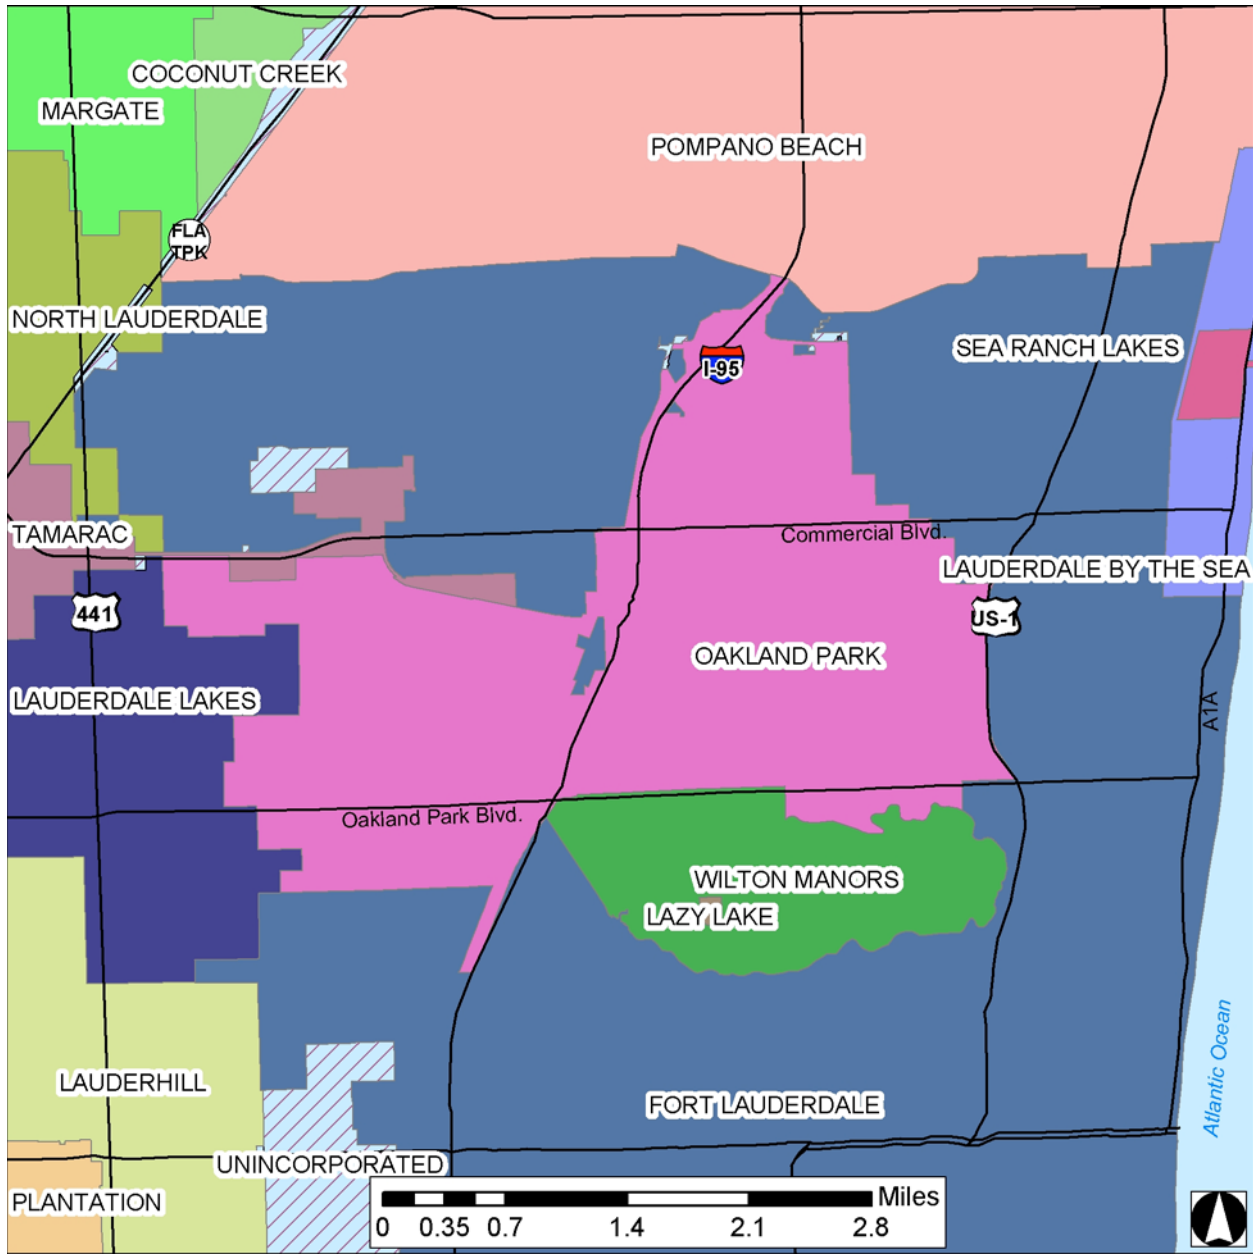 COCONUT CREEK
MARGATE
POMPANO BEACH
FLA
TPK
NORTH LAUDERDALE
SEA RANCH LAKES
I-95
TAMARAC
Commercial Blvd.
LAUDERDALE BY THE SEA
441
US-1
OAKLAND PARK
LAUDERDALE LAKES
A1A
Oakland Park Blvd.
WILTON MANORS
LAZY LAKE
Atlantic Ocean
LAUDERHILL
FORT LAUDERDALE
UNINCORPORATED
PLANTATION
Miles
0 0.35 0.7 1.4 2.1 2.8